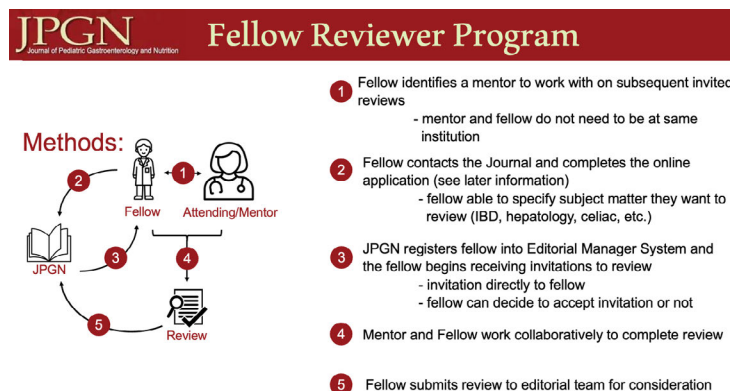 JPGN
Journal of Pediatric Gastroenterology and Nutrition
Fellow Reviewer Program
Methods:
1
2
Fellow
Attending/Mentor
JPGN
3
4
5
Review
1 Fellow identifies a mentor to work with on subsequent invited
reviews
- mentor and fellow do not need to be at same
institution
2 Fellow contacts the Journal and completes the online
application (see later information)
- fellow able to specify subject matter they want to
review (IBD, hepatology, celiac, etc.)
3 JPGN registers fellow into Editorial Manager System and
the fellow begins receiving invitations to review
- invitation directly to fellow
- fellow can decide to accept invitation or not
4 Mentor and Fellow work collaboratively to complete review
5 Fellow submits review to editorial team for consideration